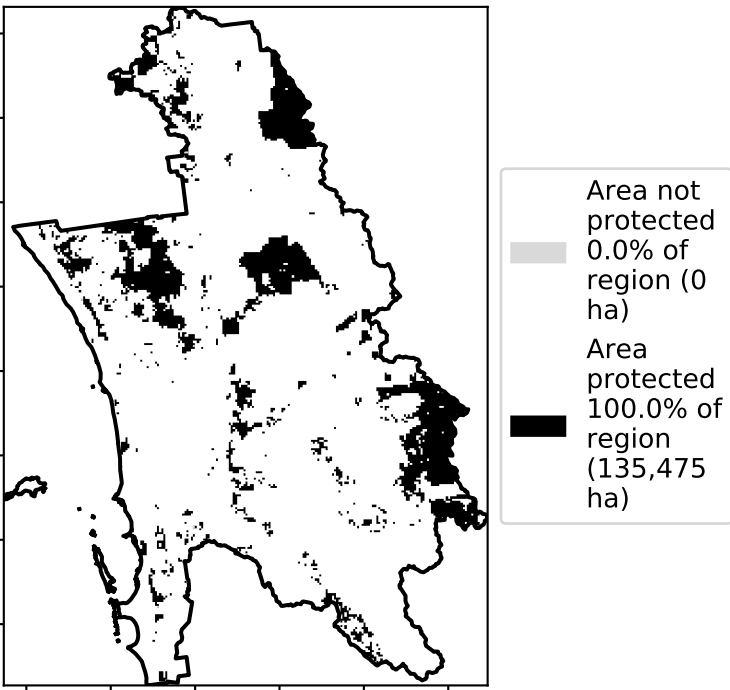 Area not
protected
0.0% of
region (0
ha)
Area
protected
100.0% of
region
(135,475
ha)